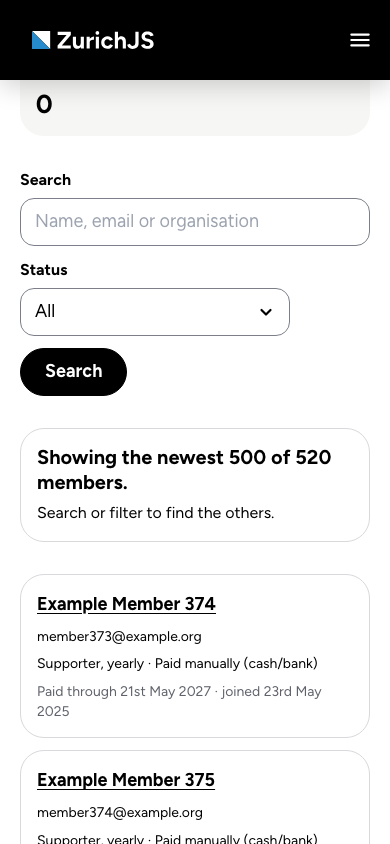 ZurichJS
0
Search
Name, email or organisation
Status
All
Search
Showing the newest 500 of 520
members.
Search or filter to find the others.
Example Member 374
member373@example.org
Supporter, yearly · Paid manually (cash/bank)
Paid through 21st May 2027 · joined 23rd May
2025
Example Member 375
member374@example.org
Supporter, yearly · Paid manually (cash/bank)